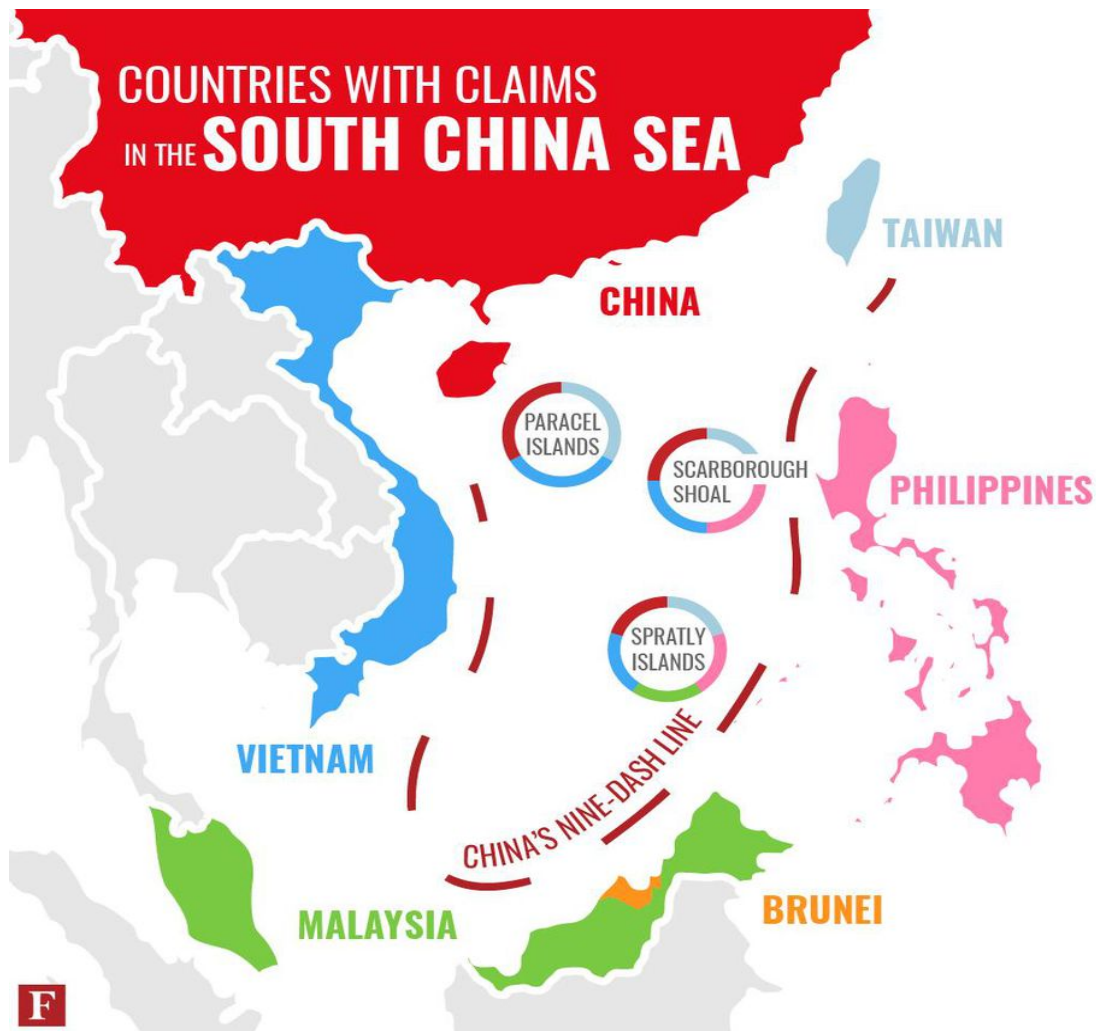 COUNTRIES WITH CLAIMS
IN THE SOUTH CHINA SEA
TAIWAN
CHINA
PARACEL
ISLANDS
SCARBOROUGH
SHOAL
PHILIPPINES
SPRATLY
ISLANDS
VIETNAM
CHINA'S NINE-DASH LINE
MALAYSIA
BRUNEI
F